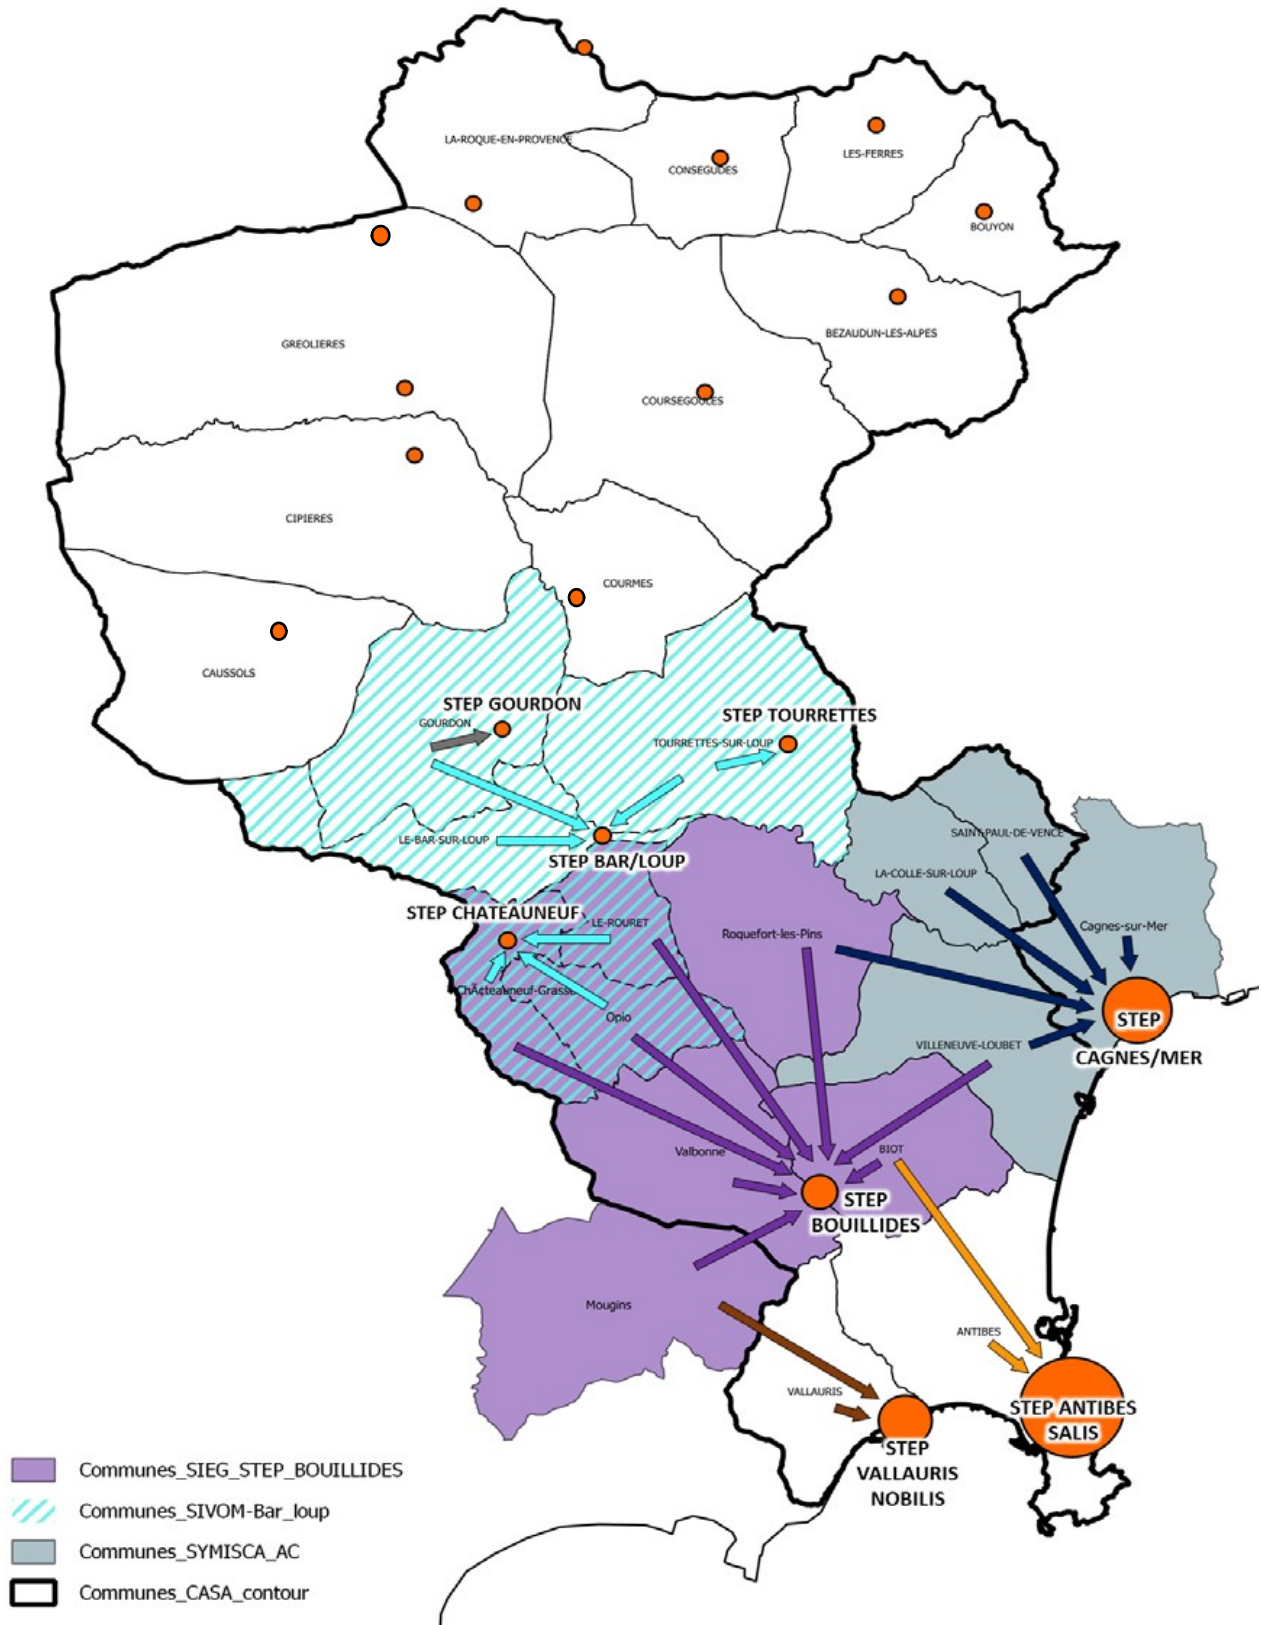 LA-ROQUE-EN-PROVENCE
CONSEGUDES
LES-FERRES
BOUYON
GREOLIERES
BEZAUDUN-LES-ALPES
COURSEGOULES
CIPIERES
COURMES
CAUSSOLS
STEP GOURDON
GOURDON
STEP TOURRETTES
TOURRETTES-SUR-LOUP
LE-BAR-SUR-LOUP
STEP BAR/LOUP
SAINT-PAUL-DE-VENCE
LA-COLLE-SUR-LOUP
STEP CHATEAUNEUF
LE-ROURET
Roquefort-les-Pins
Cagnes-sur-Mer
ChÃ¢teauneuf-Grasse
Opio
STEP
CAGNES/MER
VILLENEUVE-LOUBET
Valbonne
BIOT
STEP
BOUILLIDES
Mougins
ANTIBES
VALLAURIS
STEP ANTIBES
SALIS
STEP
VALLAURIS
NOBILIS
Communes_SIEG_STEP_BOUILLIDES
Communes_SIVOM-Bar_loup
Communes_SYMISCA_AC
Communes_CASA_contour